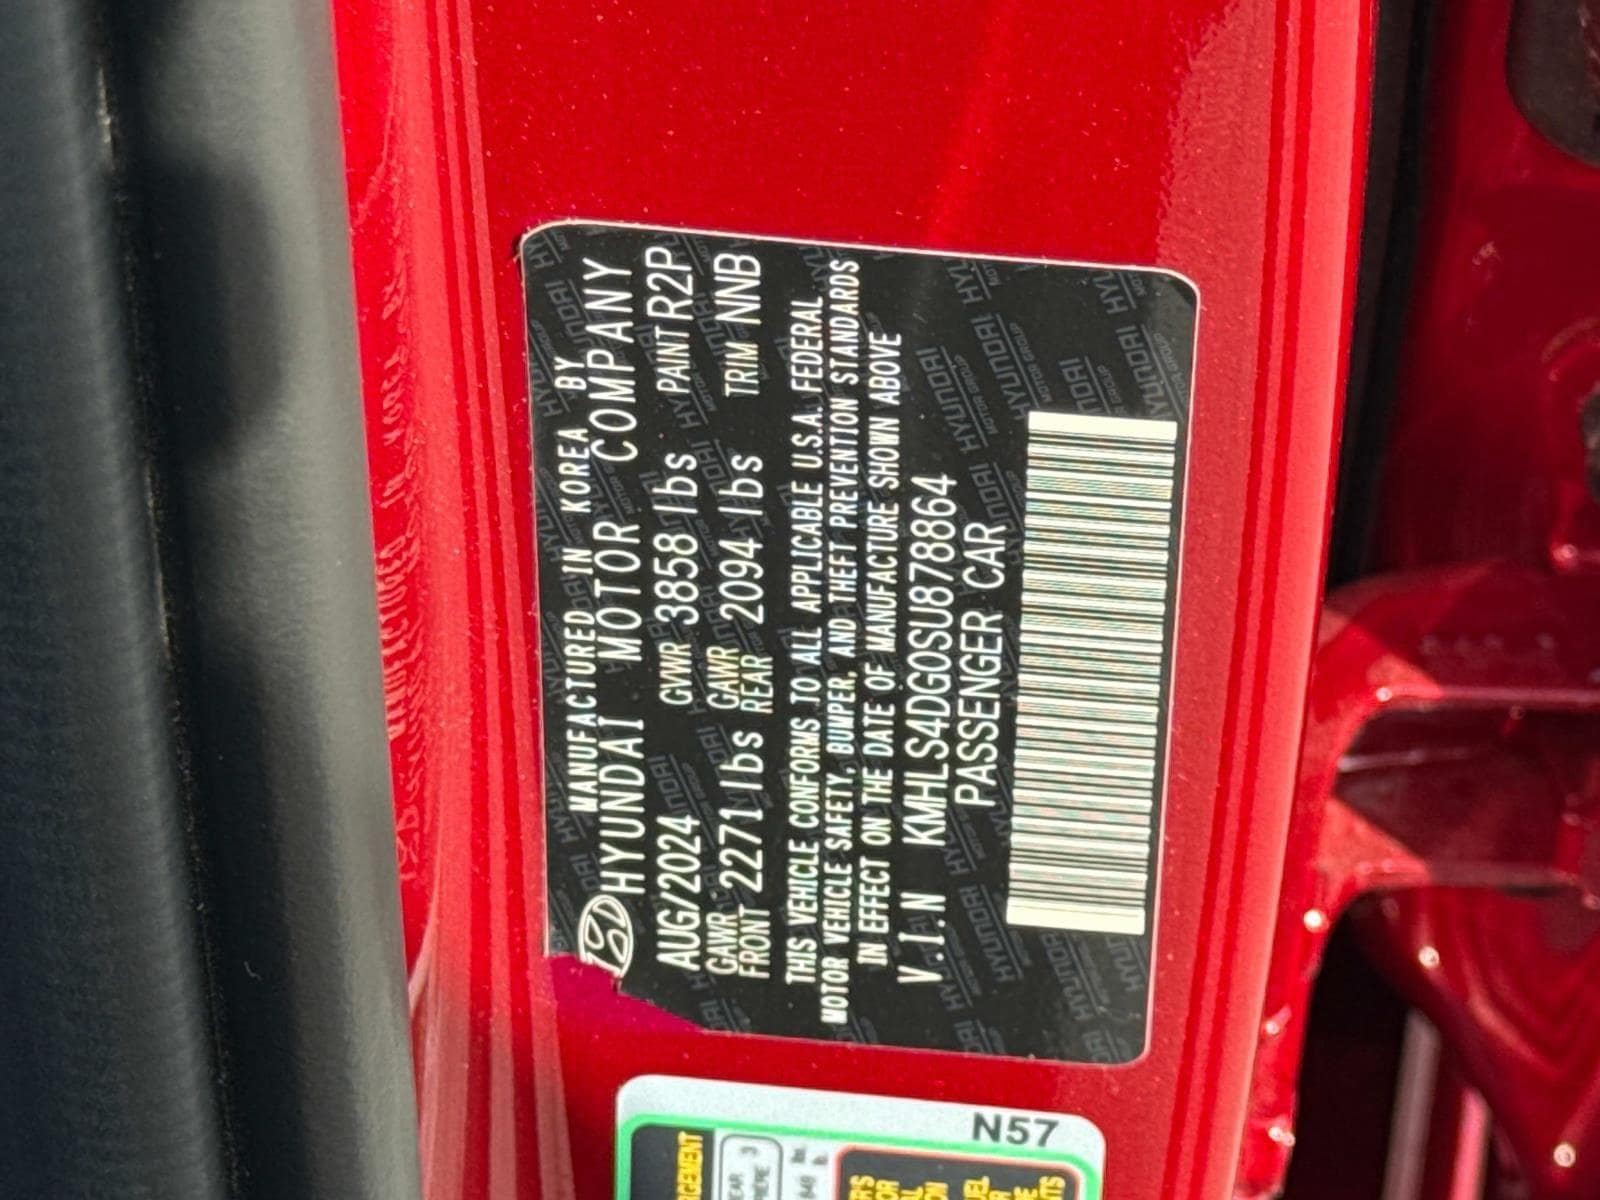 MANUFACTURED IN KOREA BY
HYUNDAI MOTOR COMPANY
AUG/2024 GVWR 3858 lbs PAINT R2P
GAWR FRONT 2271 lbs GAWR REAR 2094 lbs TRIM NNB
THIS VEHICLE CONFORMS TO ALL APPLICABLE U.S.A. FEDERAL
MOTOR VEHICLE SAFETY, BUMPER, AND THEFT PREVENTION STANDARDS
IN EFFECT ON THE DATE OF MANUFACTURE SHOWN ABOVE
V.I.N KMHLS4DG0SU878864
PASSENGER CAR
N57